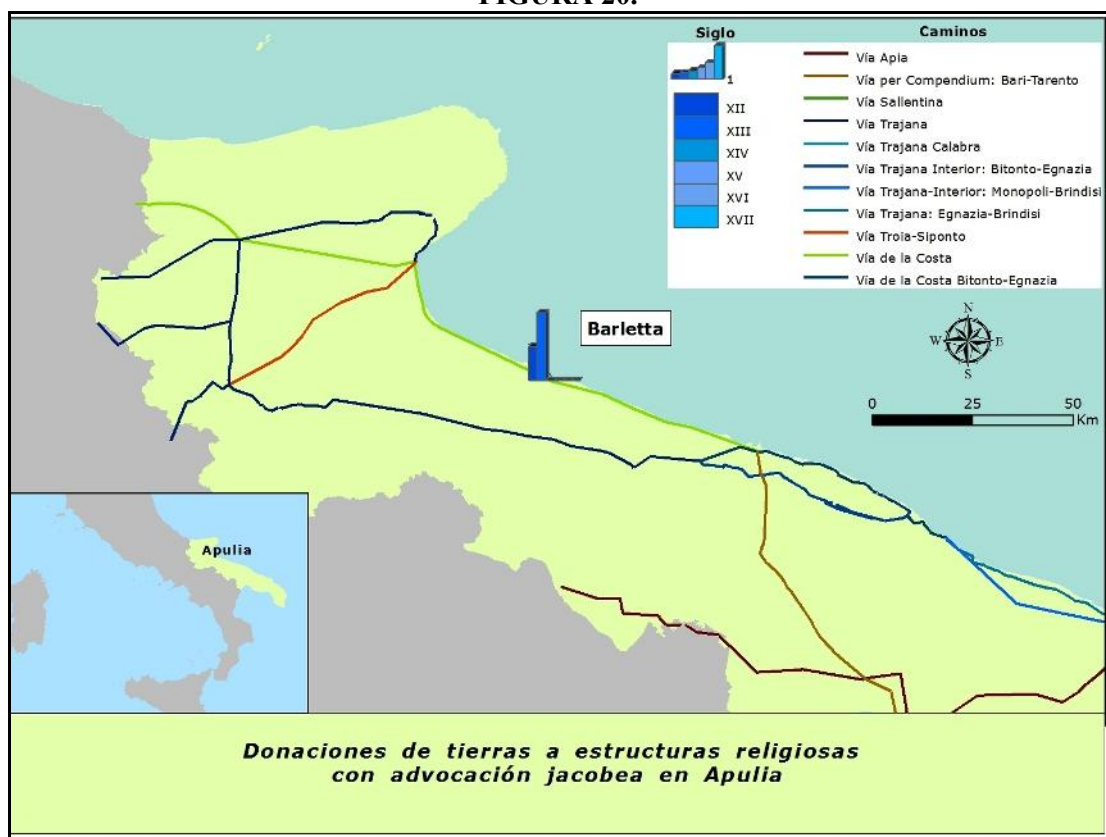 FIGURA 20.
Siglo
1
XII
XIII
XIV
XV
XVI
XVII
Caminos
Vía Apia
Vía per Compendium: Bari-Tarento
Vía Sallentina
Vía Trajana
Vía Trajana Calabra
Vía Trajana Interior: Bitonto-Egnazia
Vía Trajana-Interior: Monopoli-Brindisi
Vía Trajana: Egnazia-Brindisi
Vía Troia-Siponto
Vía de la Costa
Vía de la Costa Bitonto-Egnazia
Barletta
N
W E
S
0 25 50
Km
Apulia
Donaciones de tierras a estructuras religiosas
con advocación jacobea en Apulia